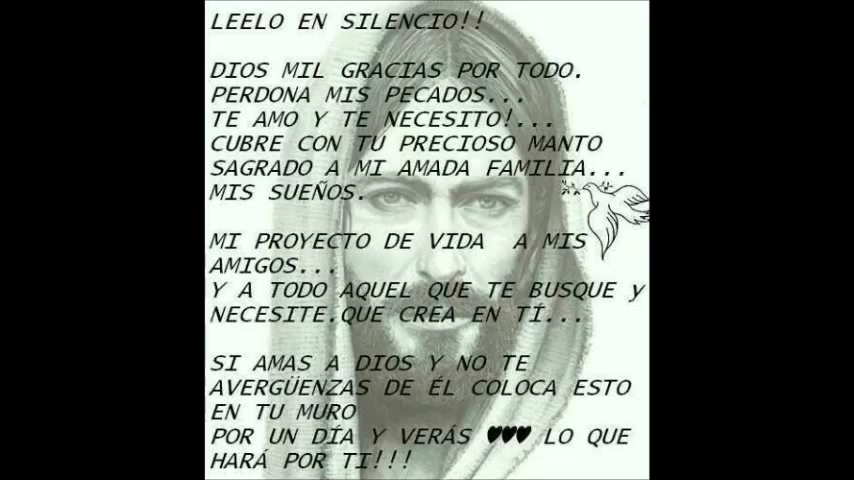 LEELO EN SILENCIO!!
DIOS MIL GRACIAS POR TODO.
PERDONA MIS PECADOS...
TE AMO Y TE NECESITO!...
CUBRE CON TU PRECIOSO MANTO
SAGRADO A MI AMADA FAMILIA...
MIS SUEÑOS.
MI PROYECTO DE VIDA A MIS
AMIGOS...
Y A TODO AQUEL QUE TE BUSQUE y
NECESITE.QUE CREA EN TÍ...
SI AMAS A DIOS Y NO TE
AVERGÜENZAS DE ÉL COLOCA ESTO
EN TU MURO
POR UN DÍA Y VERÁS ♥♥♥ LO QUE
HARÁ POR TI!!!